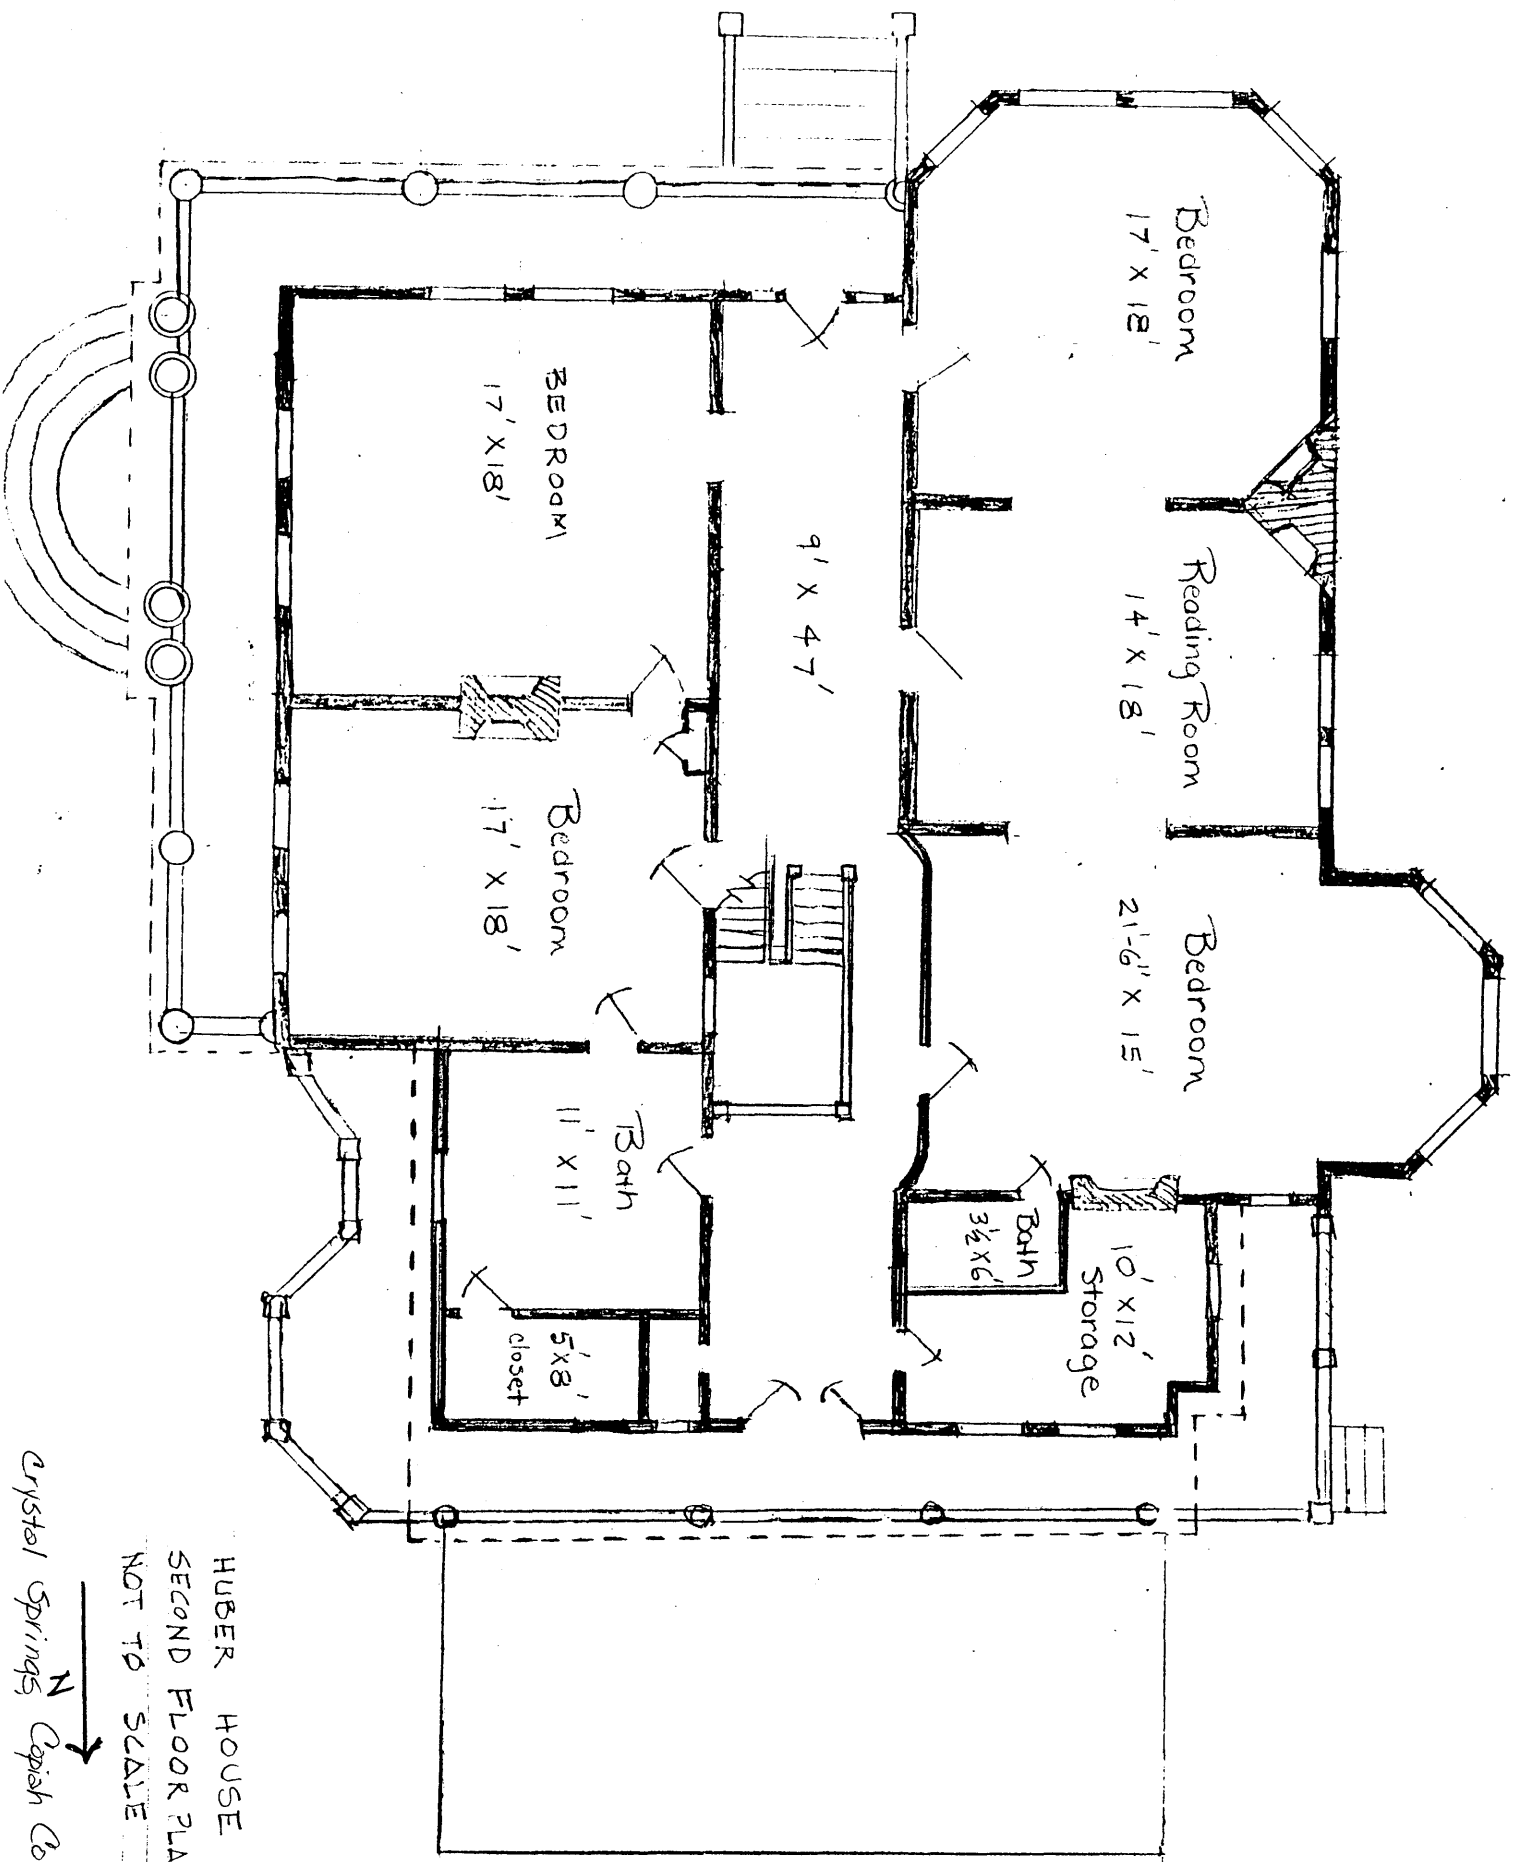 Bedroom
17' X 18'
Reading Room
14' X 18'
Bedroom
21'-6" X 15'
Bath
3½ X 6'
10' X 12'
Storage
9' X 47'
BEDROOM
17' X 18'
Bedroom
17' X 18'
Bath
11' X 11'
5' X 8'
closet
HUBER HOUSE
SECOND FLOOR PLA
NOT TO SCALE
N
Crystal Springs Copiah Co